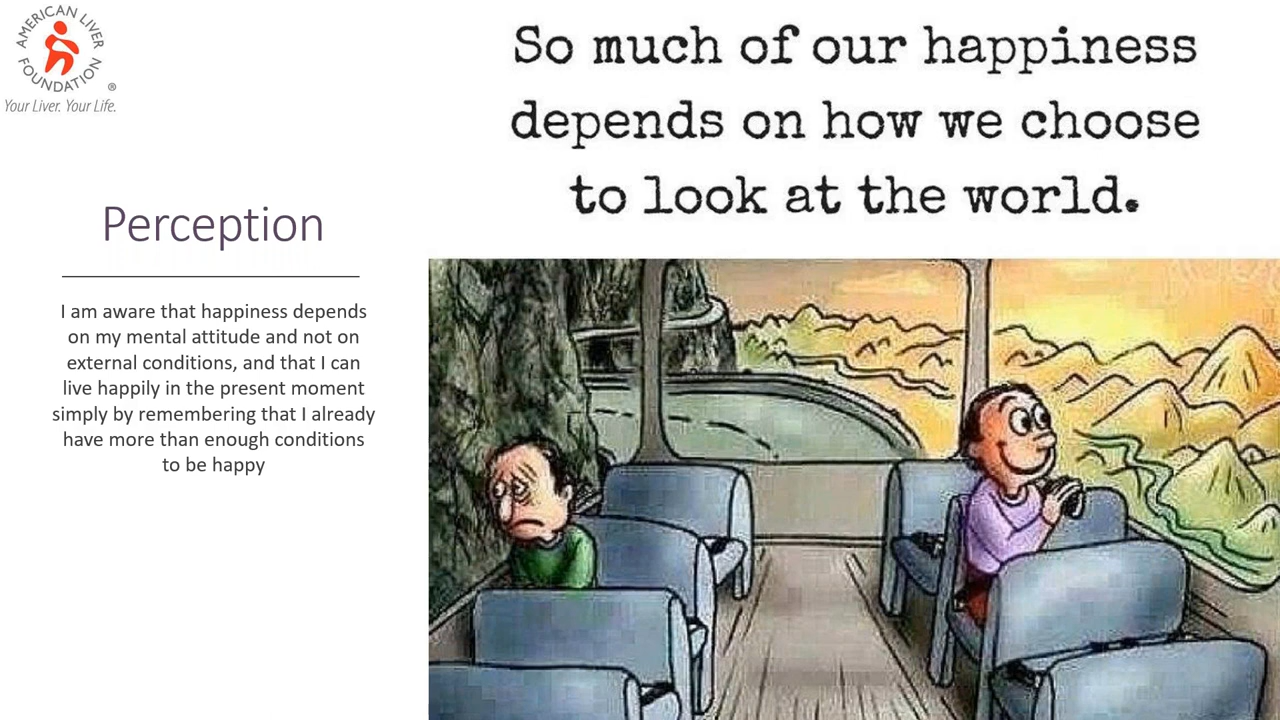 AMERICAN LIVER
FOUNDATION
®
Your Liver. Your Life.
So much of our happiness
depends on how we choose
to look at the world.
Perception
I am aware that happiness depends
on my mental attitude and not on
external conditions, and that I can
live happily in the present moment
simply by remembering that I already
have more than enough conditions
to be happy